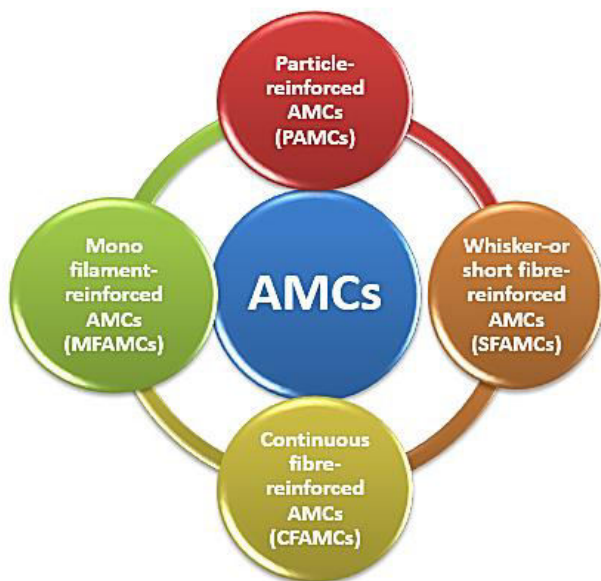 Particle-
reinforced
AMCs
(PAMCs)
Mono
filament-
reinforced
AMCs
(MFAMCs)
AMCs
Whisker-or
short fibre-
reinforced
AMCs
(SFAMCs)
Continuous
fibre-
reinforced
AMCs
(CFAMCs)